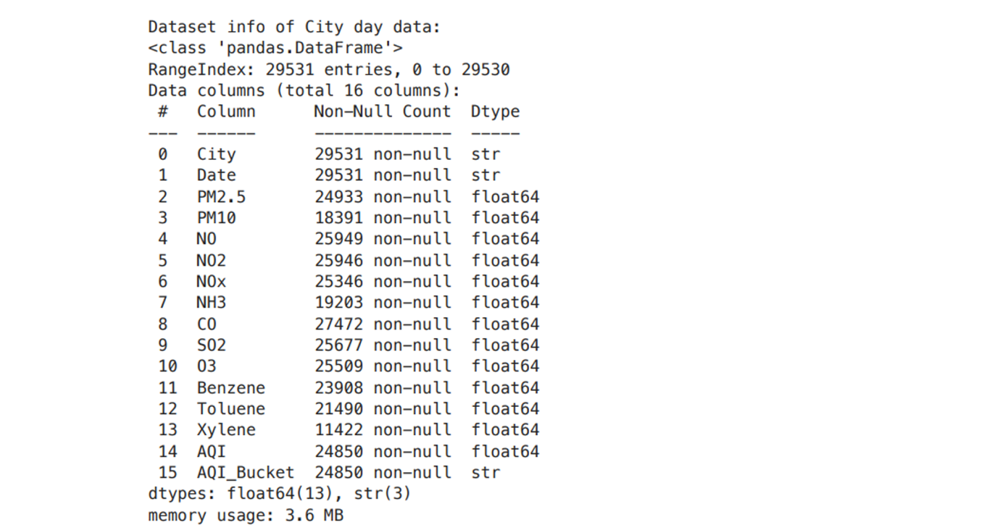 Dataset info of City day data:
<class 'pandas.DataFrame'>
RangeIndex: 29531 entries, 0 to 29530
Data columns (total 16 columns):
 #   Column      Non-Null Count  Dtype
---  ------      --------------  -----
 0   City        29531 non-null  str
 1   Date        29531 non-null  str
 2   PM2.5       24933 non-null  float64
 3   PM10        18391 non-null  float64
 4   NO          25949 non-null  float64
 5   NO2         25946 non-null  float64
 6   NOx         25346 non-null  float64
 7   NH3         19203 non-null  float64
 8   CO          27472 non-null  float64
 9   SO2         25677 non-null  float64
 10  O3          25509 non-null  float64
 11  Benzene     23908 non-null  float64
 12  Toluene     21490 non-null  float64
 13  Xylene      11422 non-null  float64
 14  AQI         24850 non-null  float64
 15  AQI_Bucket  24850 non-null  str
dtypes: float64(13), str(3)
memory usage: 3.6 MB